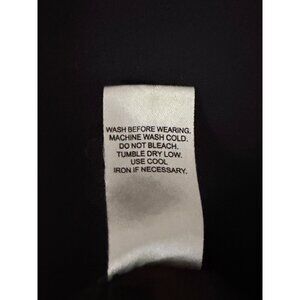 WASH BEFORE WEARING.
MACHINE WASH COLD.
DO NOT BLEACH.
TUMBLE DRY LOW.
USE COOL
IRON IF NECESSARY.